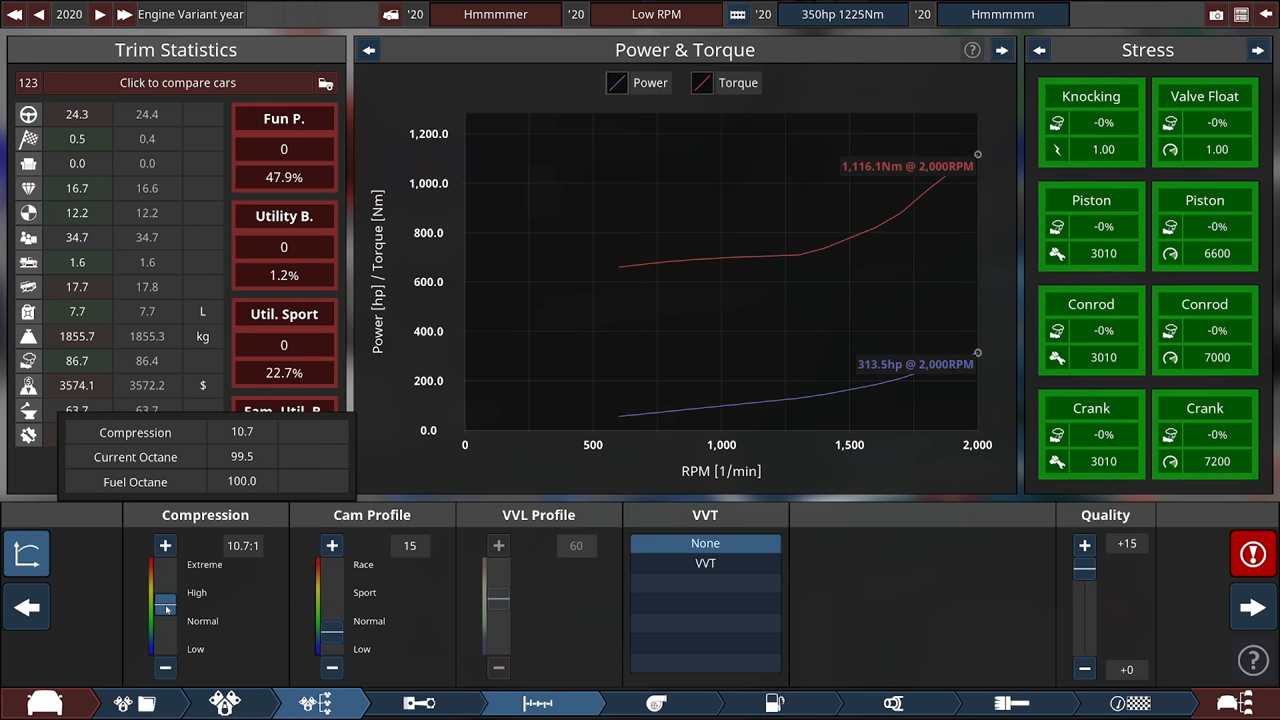 2020 Engine Variant year '20 Hmmmmer '20 Low RPM '20 350hp 1225Nm '20 Hmmmmm
Trim Statistics
123 Click to compare cars
24.3 24.4
0.5 0.4
0.0 0.0
16.7 16.6
12.2 12.2
34.7 34.7
1.6 1.6
17.7 17.8
7.7 7.7 L
1855.7 1855.3 kg
86.7 86.4
3574.1 3572.2 $
63.7 63.7
Fun P.
0
47.9%
Utility B.
0
1.2%
Util. Sport
0
22.7%
Fam. Util. B.
Compression 10.7
Current Octane 99.5
Fuel Octane 100.0
Power & Torque ?
Power Torque
Power [hp] / Torque [Nm]
1,200.0
1,000.0
800.0
600.0
400.0
200.0
0.0
1,116.1Nm @ 2,000RPM
313.5hp @ 2,000RPM
0 500 1,000 1,500 2,000
RPM [1/min]
Stress
Knocking
-0%
1.00
Valve Float
-0%
1.00
Piston
-0%
3010
Piston
-0%
6600
Conrod
-0%
3010
Conrod
-0%
7000
Crank
-0%
3010
Crank
-0%
7200
Compression
+ 10.7:1
Extreme
High
Normal
Low
Cam Profile
+ 15
Race
Sport
Normal
Low
VVL Profile
+ 60
VVT
None
VVT
Quality
+ +15
+0
?